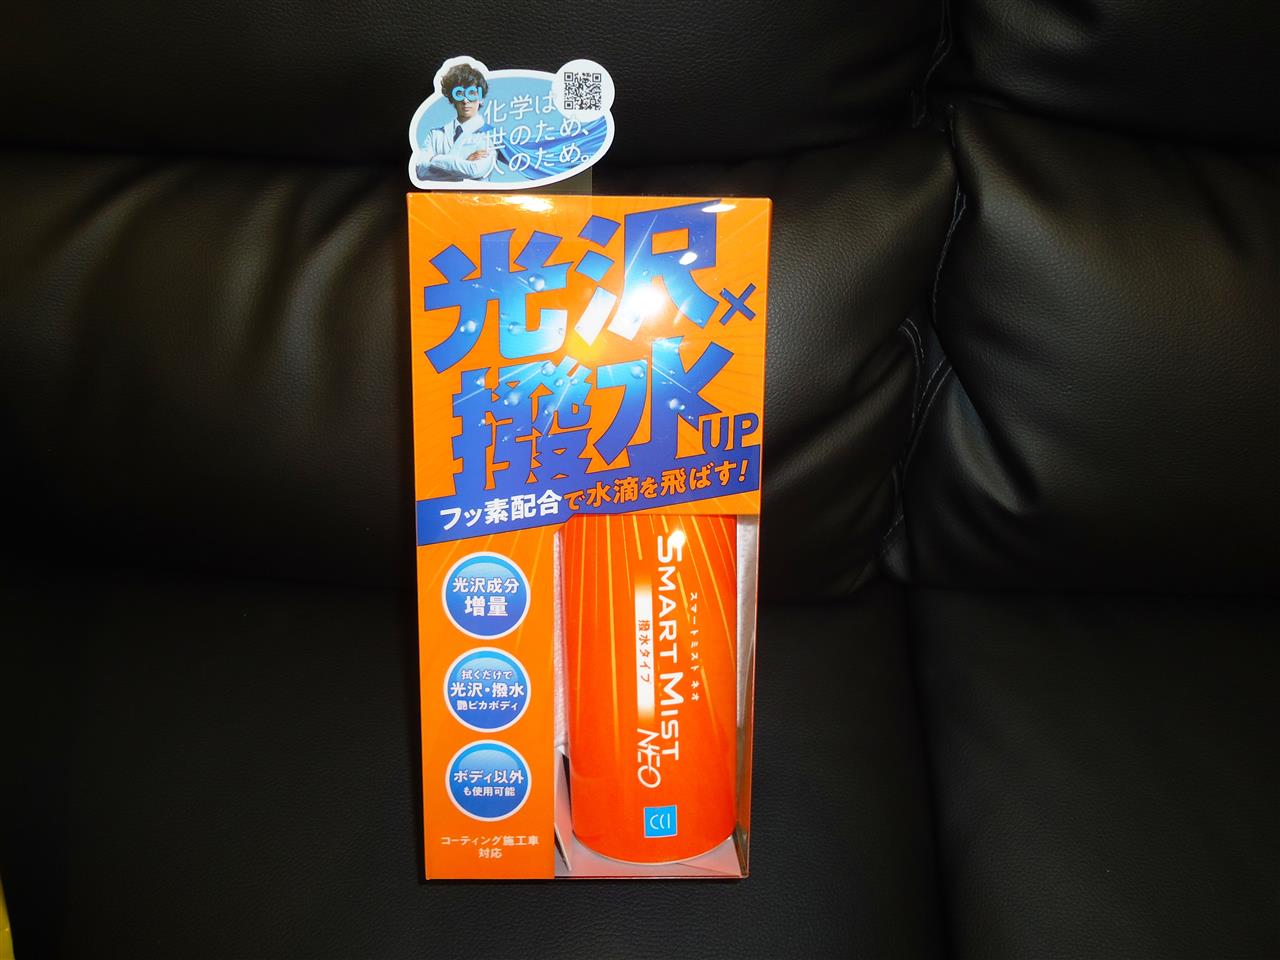 CCI
化学は
世のため、
人のため。
光沢×
撥水UP
フッ素配合で水滴を飛ばす!
光沢成分
増量
拭くだけで
光沢・撥水
艶ピカボディ
ボディ以外
も使用可能
コーティング施工車
対応
スマートミスト ネオ
SMART MIST
NEO
撥水タイプ
CCI